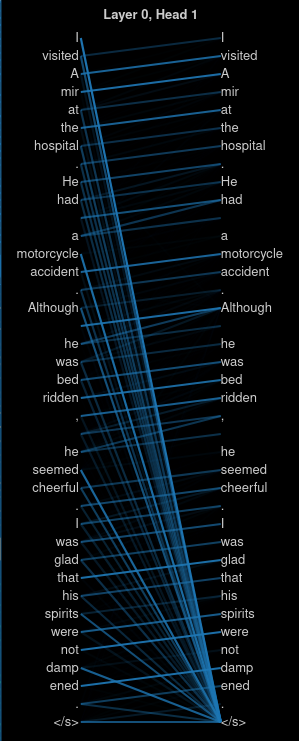 Layer 0, Head 1
I I
visited visited
A A
mir mir
at at
the the
hospital hospital
. .
He He
had had
a a
motorcycle motorcycle
accident accident
. .
Although Although
he he
was was
bed bed
ridden ridden
, ,
he he
seemed seemed
cheerful cheerful
. .
I I
was was
glad glad
that that
his his
spirits spirits
were were
not not
damp damp
ened ened
. .
</s> </s>